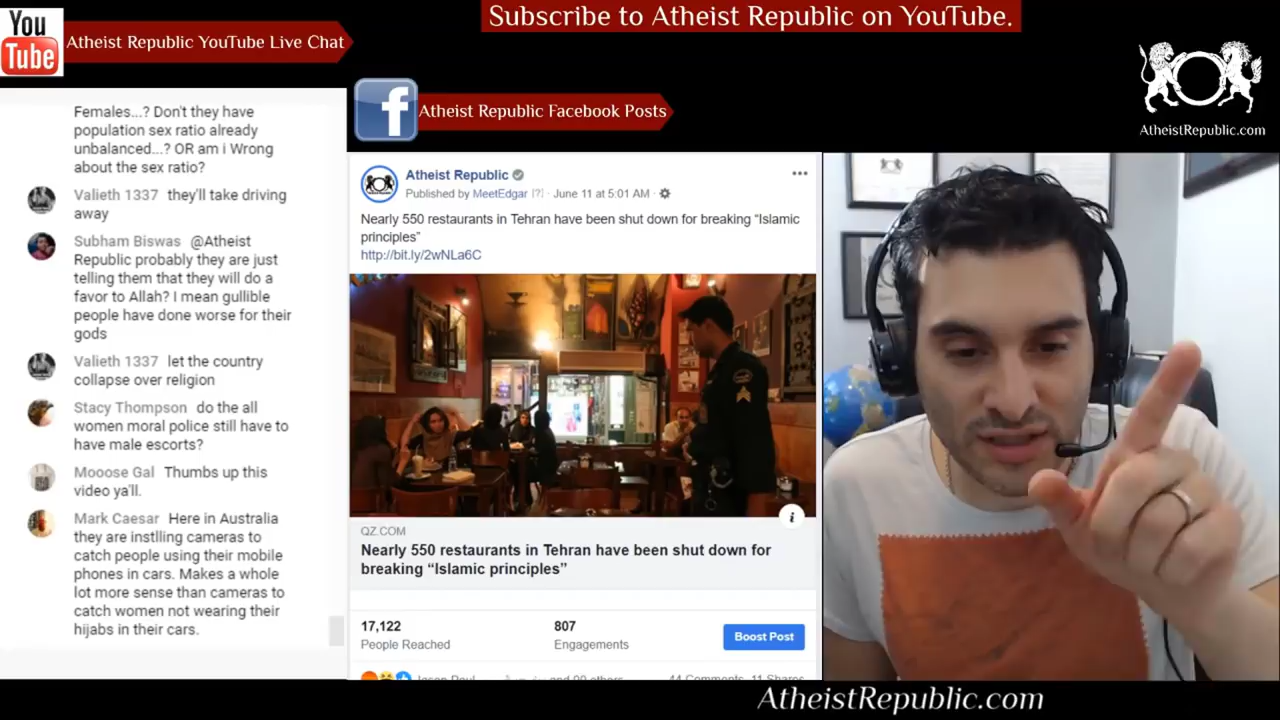 You
Tube
Atheist Republic YouTube Live Chat
Subscribe to Atheist Republic on YouTube.
AtheistRepublic.com
Females...? Don't they have
population sex ratio already
unbalanced...? OR am i Wrong
about the sex ratio?
Valieth 1337 they'll take driving
away
Subham Biswas @Atheist
Republic probably they are just
telling them that they will do a
favor to Allah? I mean gullible
people have done worse for their
gods
Valieth 1337 let the country
collapse over religion
Stacy Thompson do the all
women moral police still have to
have male escorts?
Mooose Gal Thumbs up this
video ya'll.
Mark Caesar Here in Australia
they are instlling cameras to
catch people using their mobile
phones in cars. Makes a whole
lot more sense than cameras to
catch women not wearing their
hijabs in their cars.
f
Atheist Republic Facebook Posts
Atheist Republic
Published by MeetEdgar [?] · June 11 at 5:01 AM ·
Nearly 550 restaurants in Tehran have been shut down for breaking “Islamic
principles”
http://bit.ly/2wNLa6C
i
QZ.COM
Nearly 550 restaurants in Tehran have been shut down for
breaking “Islamic principles”
17,122
People Reached
807
Engagements
Boost Post
and 90 others
44 Comments 11 Shares
AtheistRepublic.com